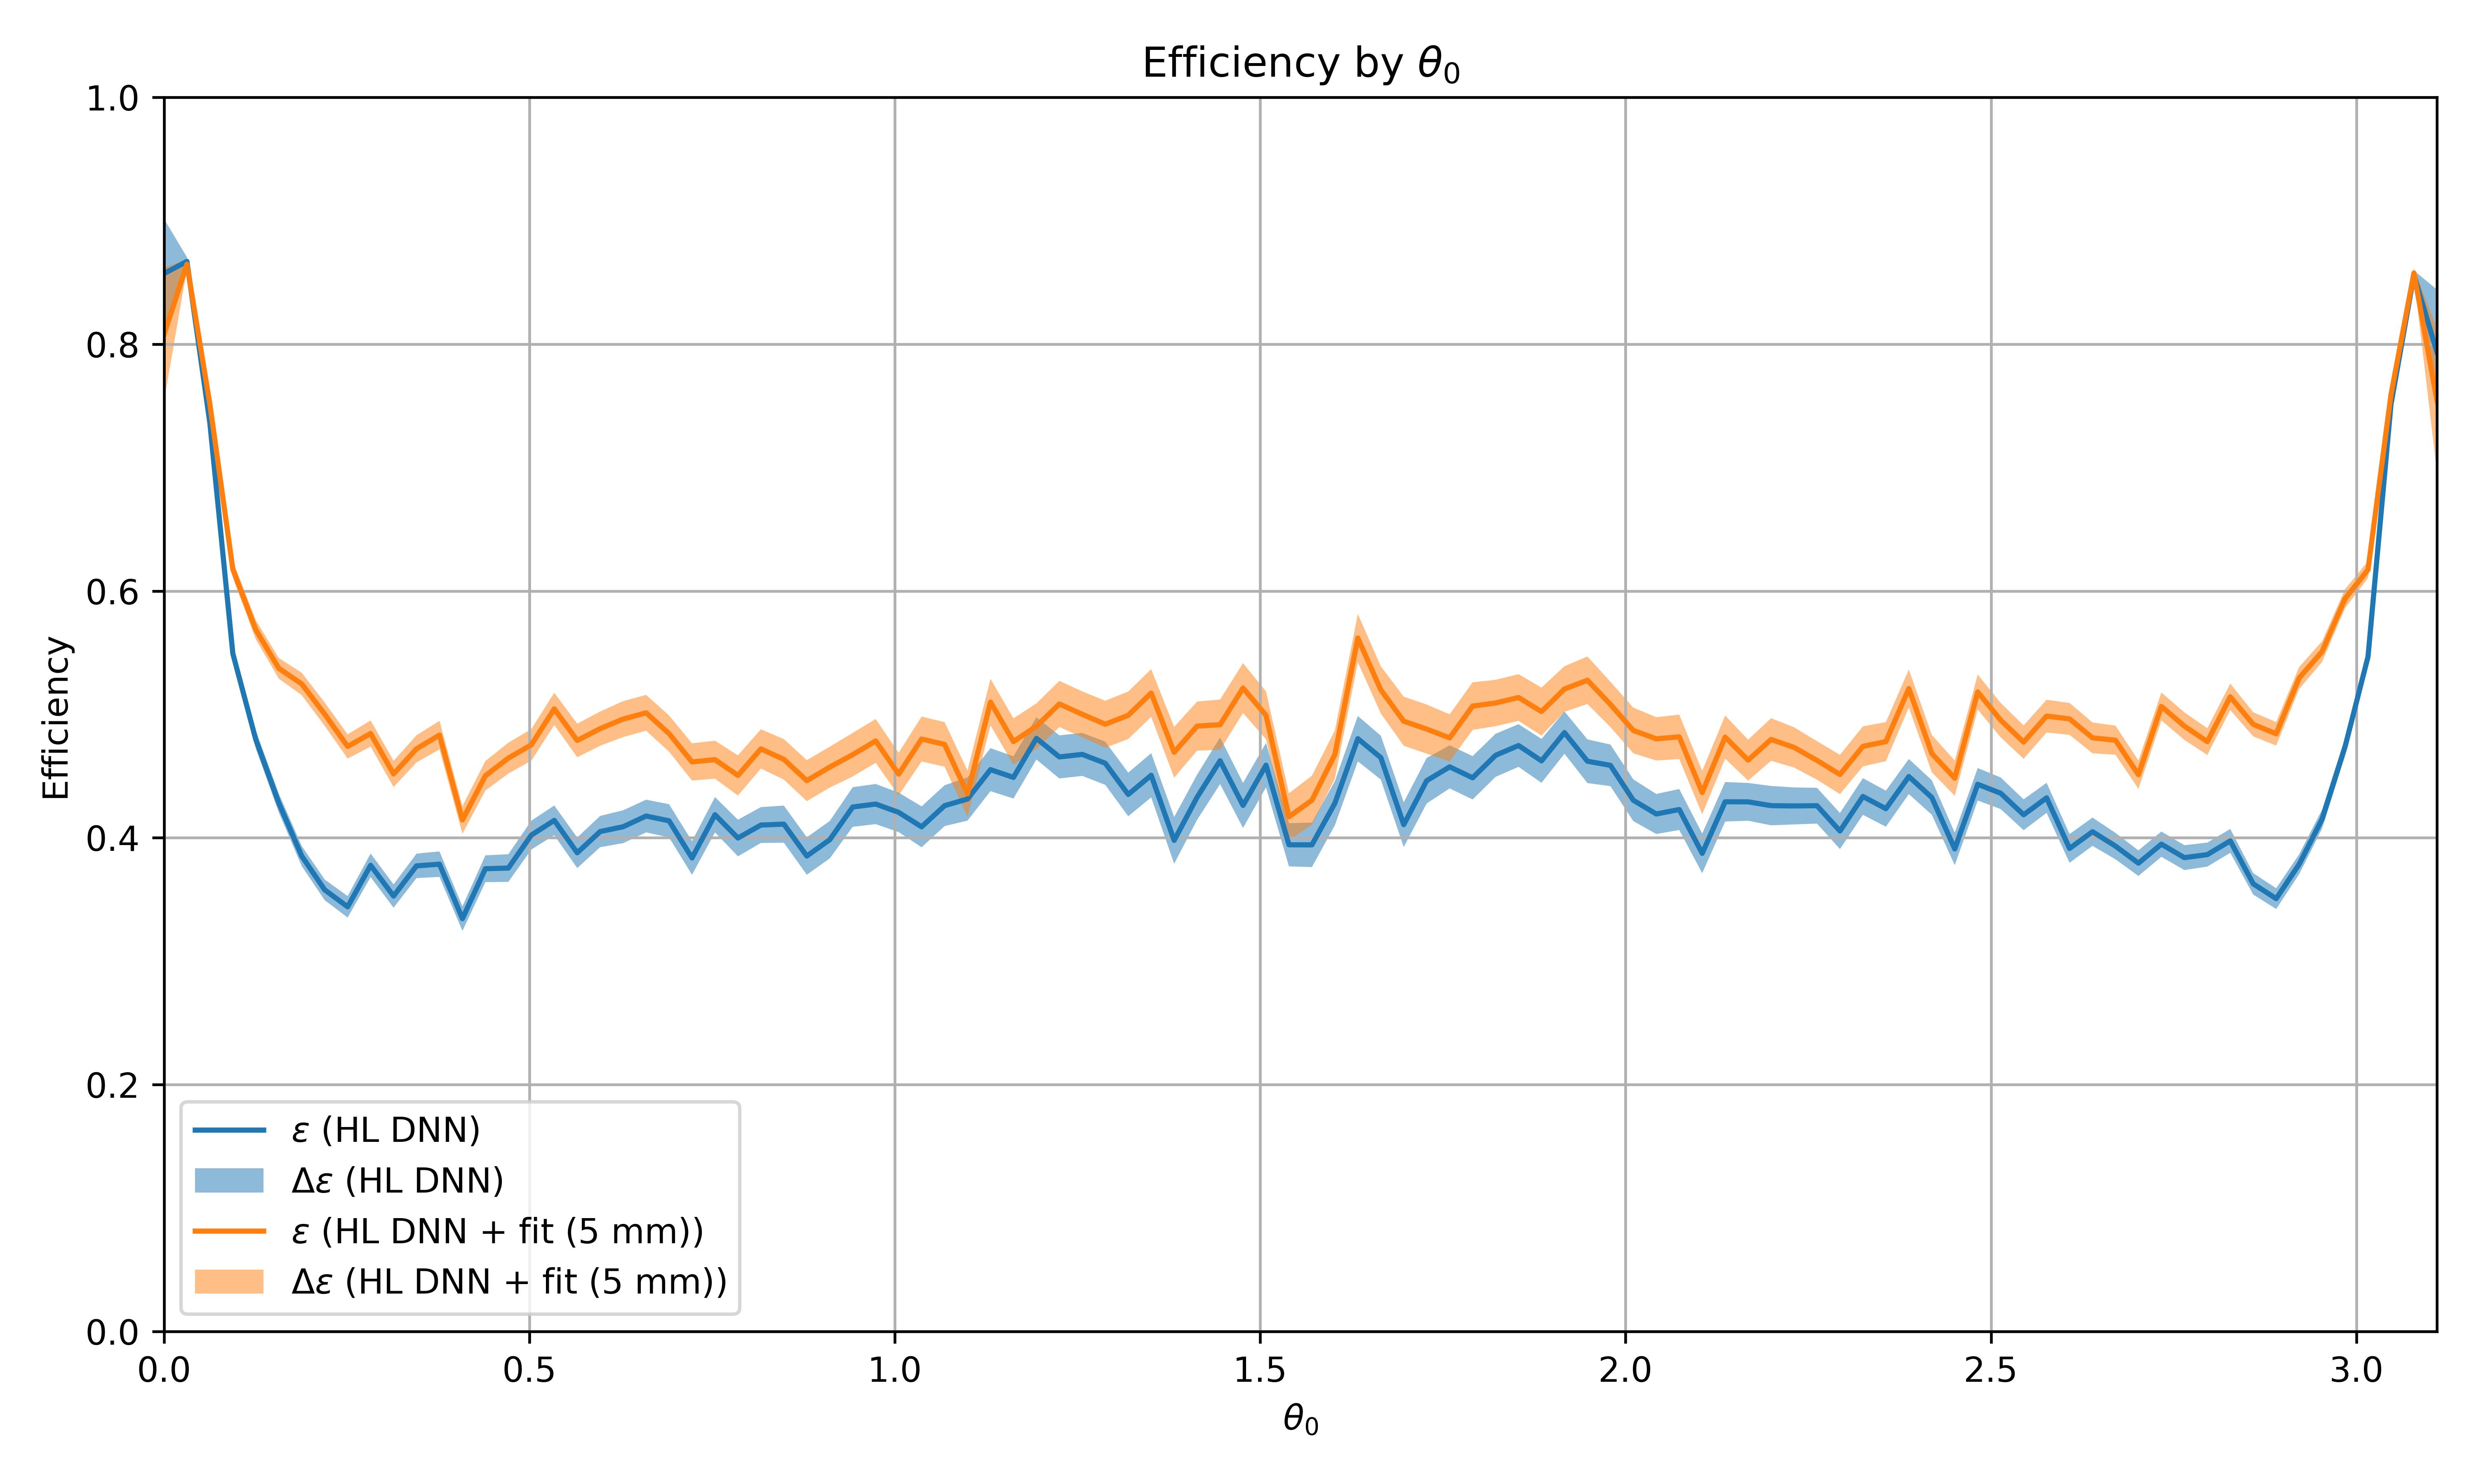 Efficiency by θ₀
1.0
0.8
0.6
0.4
0.2
0.0
Efficiency
ε (HL DNN)
Δε (HL DNN)
ε (HL DNN + fit (5 mm))
Δε (HL DNN + fit (5 mm))
0.0 0.5 1.0 1.5 2.0 2.5 3.0
θ₀